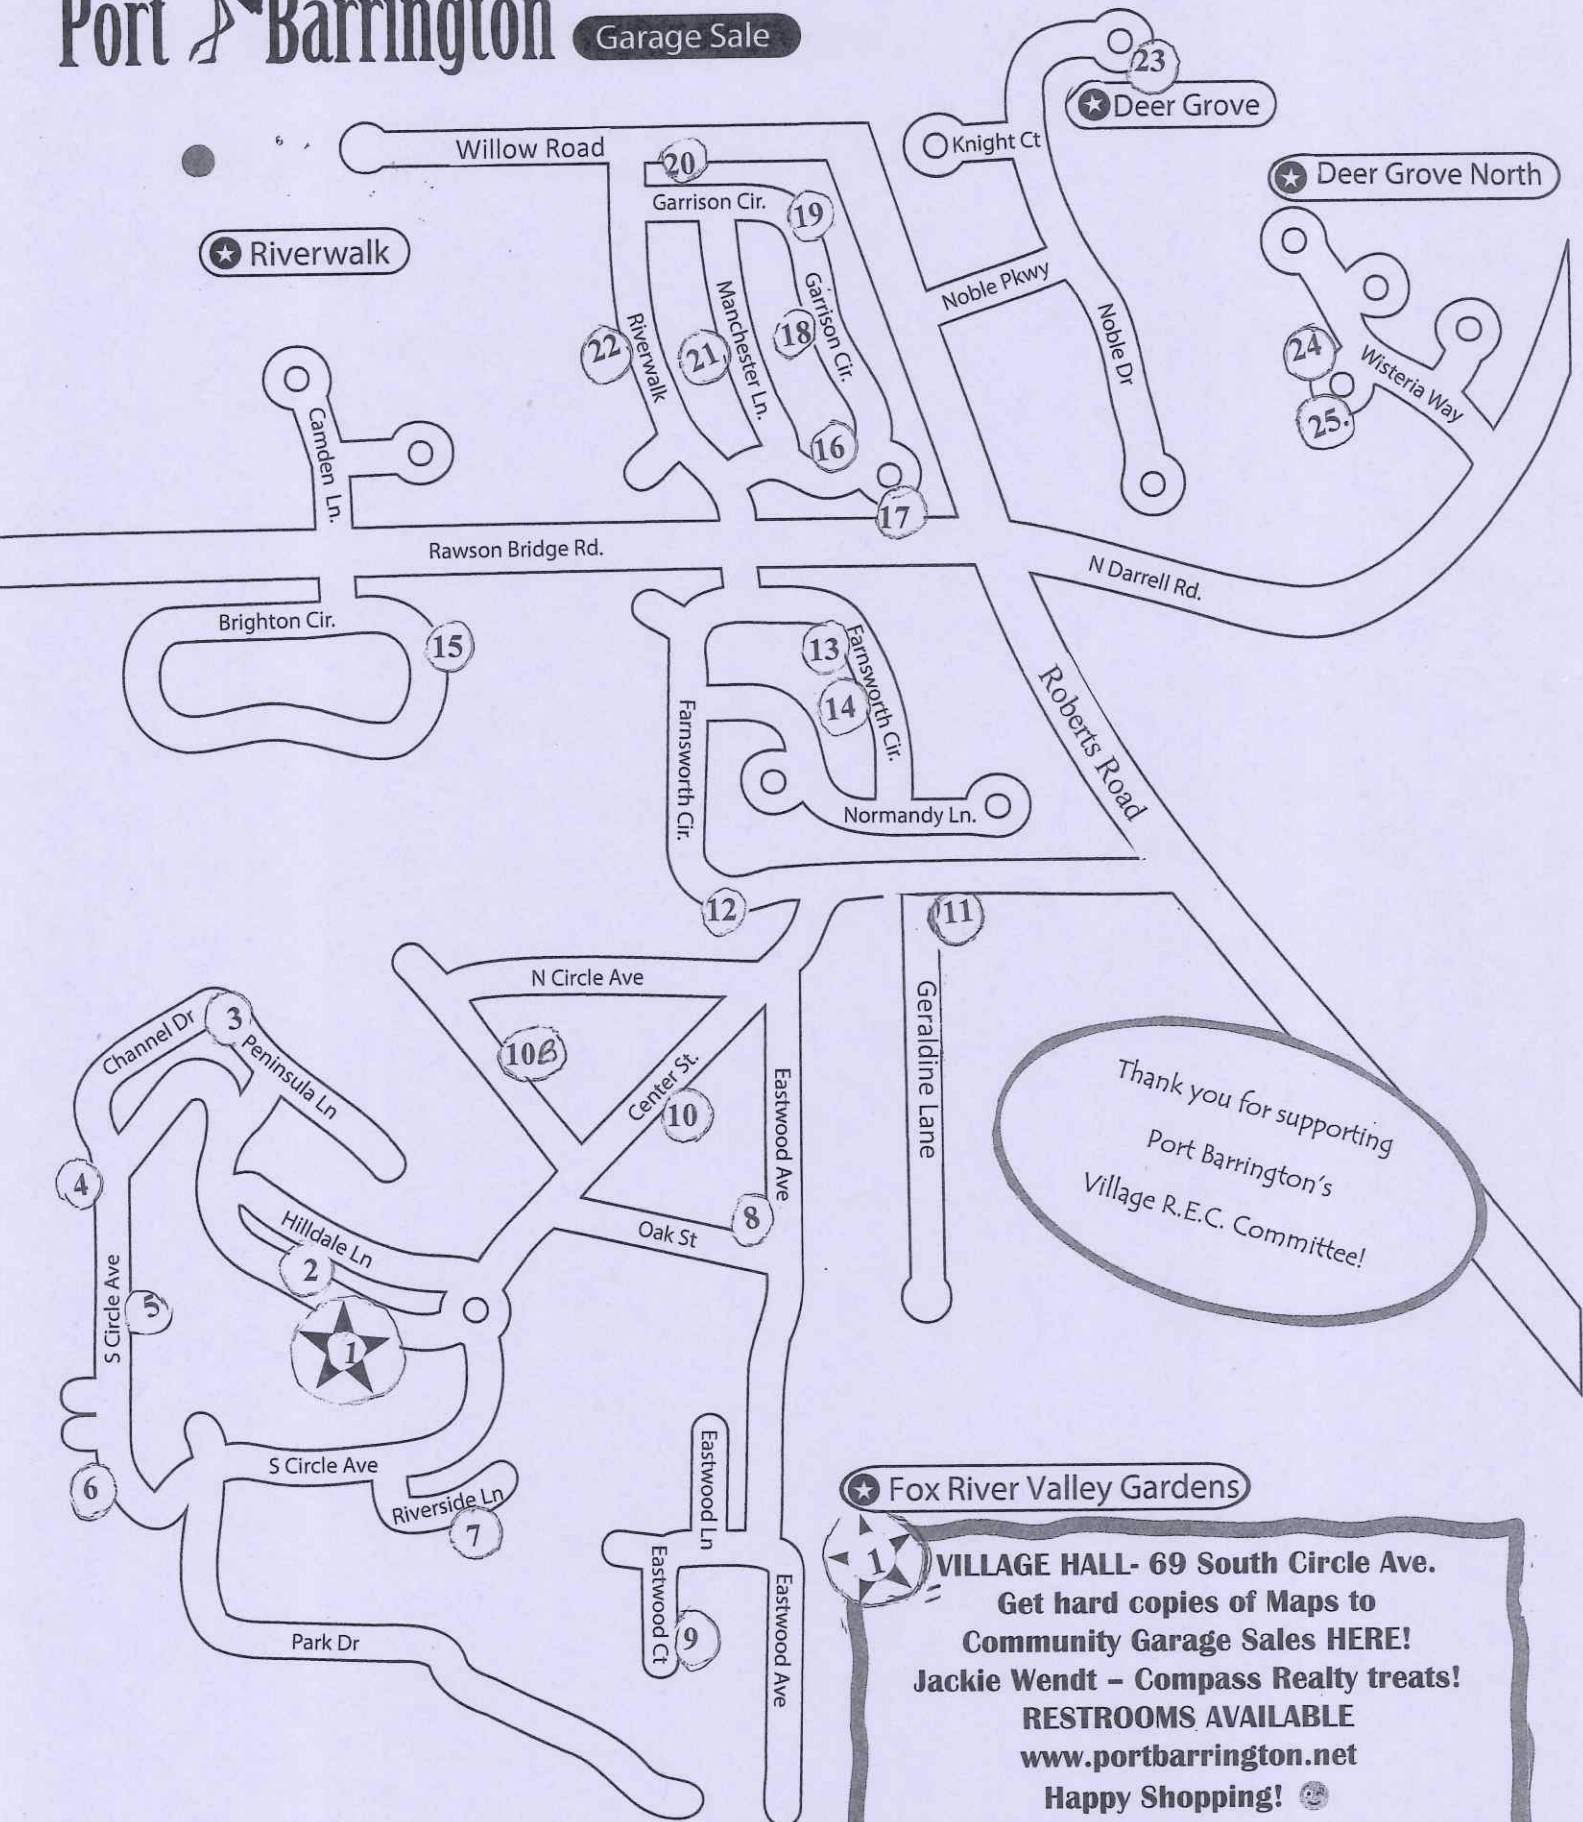 Port Barrington Garage Sale
23
Deer Grove
Willow Road
20
Knight Ct
Deer Grove North
Garrison Cir.
19
Riverwalk
Noble Pkwy
Manchester Ln.
Garrison Cir.
18
22
Riverwalk
21
Noble Dr
24
Wisteria Way
25.
Camden Ln.
16
17
Rawson Bridge Rd.
N Darrell Rd.
Brighton Cir.
15
13
Farnsworth Cir.
14
Roberts Road
Farnsworth Cir.
Normandy Ln.
12
11
N Circle Ave
Geraldine Lane
Channel Dr
3
Peninsula Ln
10B
Center St.
10
Eastwood Ave
Thank you for supporting
Port Barrington's
Village R.E.C. Committee!
4
8
Oak St
Hilldale Ln
2
S Circle Ave
5
1
S Circle Ave
6
Riverside Ln
7
Eastwood Ln
Fox River Valley Gardens
Eastwood Ct
9
Eastwood Ave
Park Dr
1
VILLAGE HALL- 69 South Circle Ave.
Get hard copies of Maps to
Community Garage Sales HERE!
Jackie Wendt – Compass Realty treats!
RESTROOMS AVAILABLE
www.portbarrington.net
Happy Shopping!